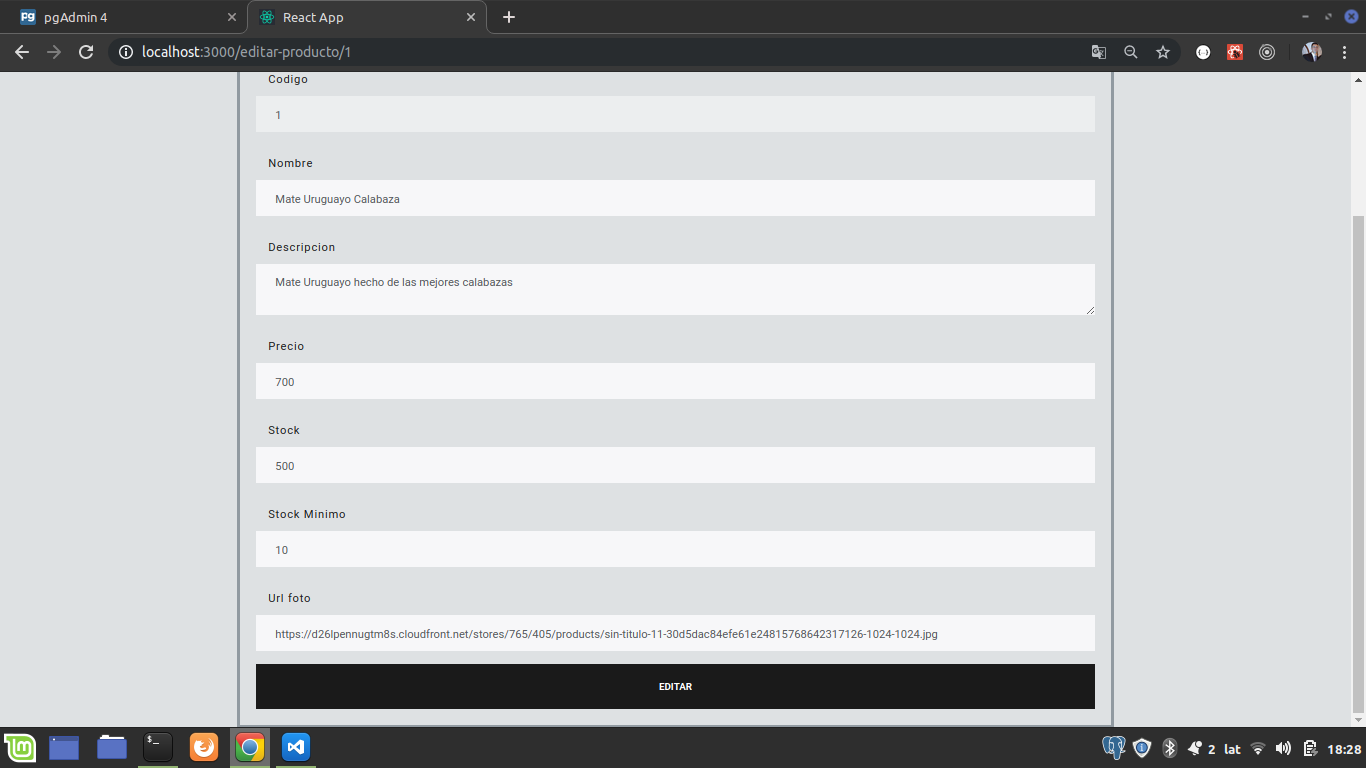 pgAdmin 4
React App
localhost:3000/editar-producto/1
Codigo
1
Nombre
Mate Uruguayo Calabaza
Descripcion
Mate Uruguayo hecho de las mejores calabazas
Precio
700
Stock
500
Stock Minimo
10
Url foto
https://d26lpennugtm8s.cloudfront.net/stores/765/405/products/sin-titulo-11-30d5dac84efe61e24815768642317126-1024-1024.jpg
EDITAR
2 lat 18:28